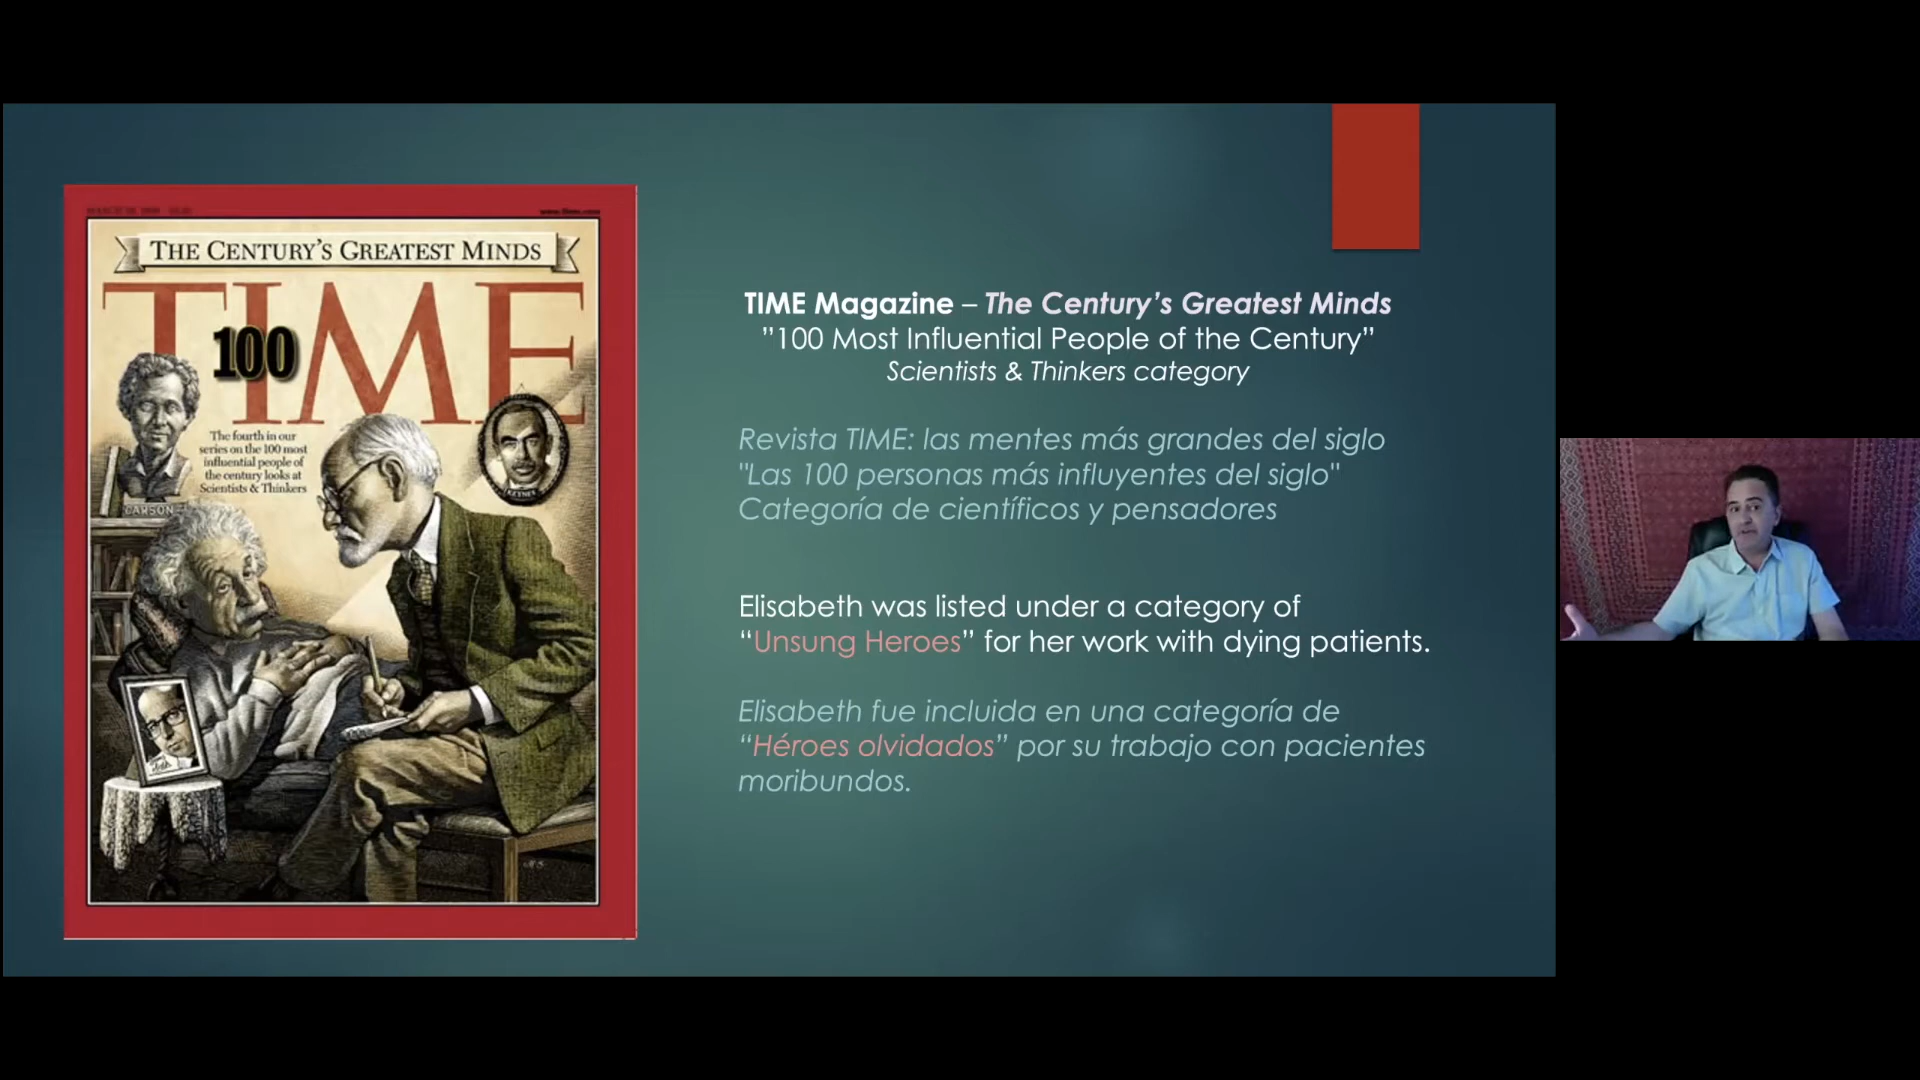 www.time.com
THE CENTURY'S GREATEST MINDS
TIME
100
The fourth in our
series on the 100 most
influential people of
the century looks at
Scientists & Thinkers
CARSON
KEYNES
TIME Magazine – The Century's Greatest Minds
”100 Most Influential People of the Century”
Scientists & Thinkers category
Revista TIME: las mentes más grandes del siglo
"Las 100 personas más influyentes del siglo"
Categoría de científicos y pensadores
Elisabeth was listed under a category of
“Unsung Heroes” for her work with dying patients.
Elisabeth fue incluida en una categoría de
“Héroes olvidados” por su trabajo con pacientes
moribundos.